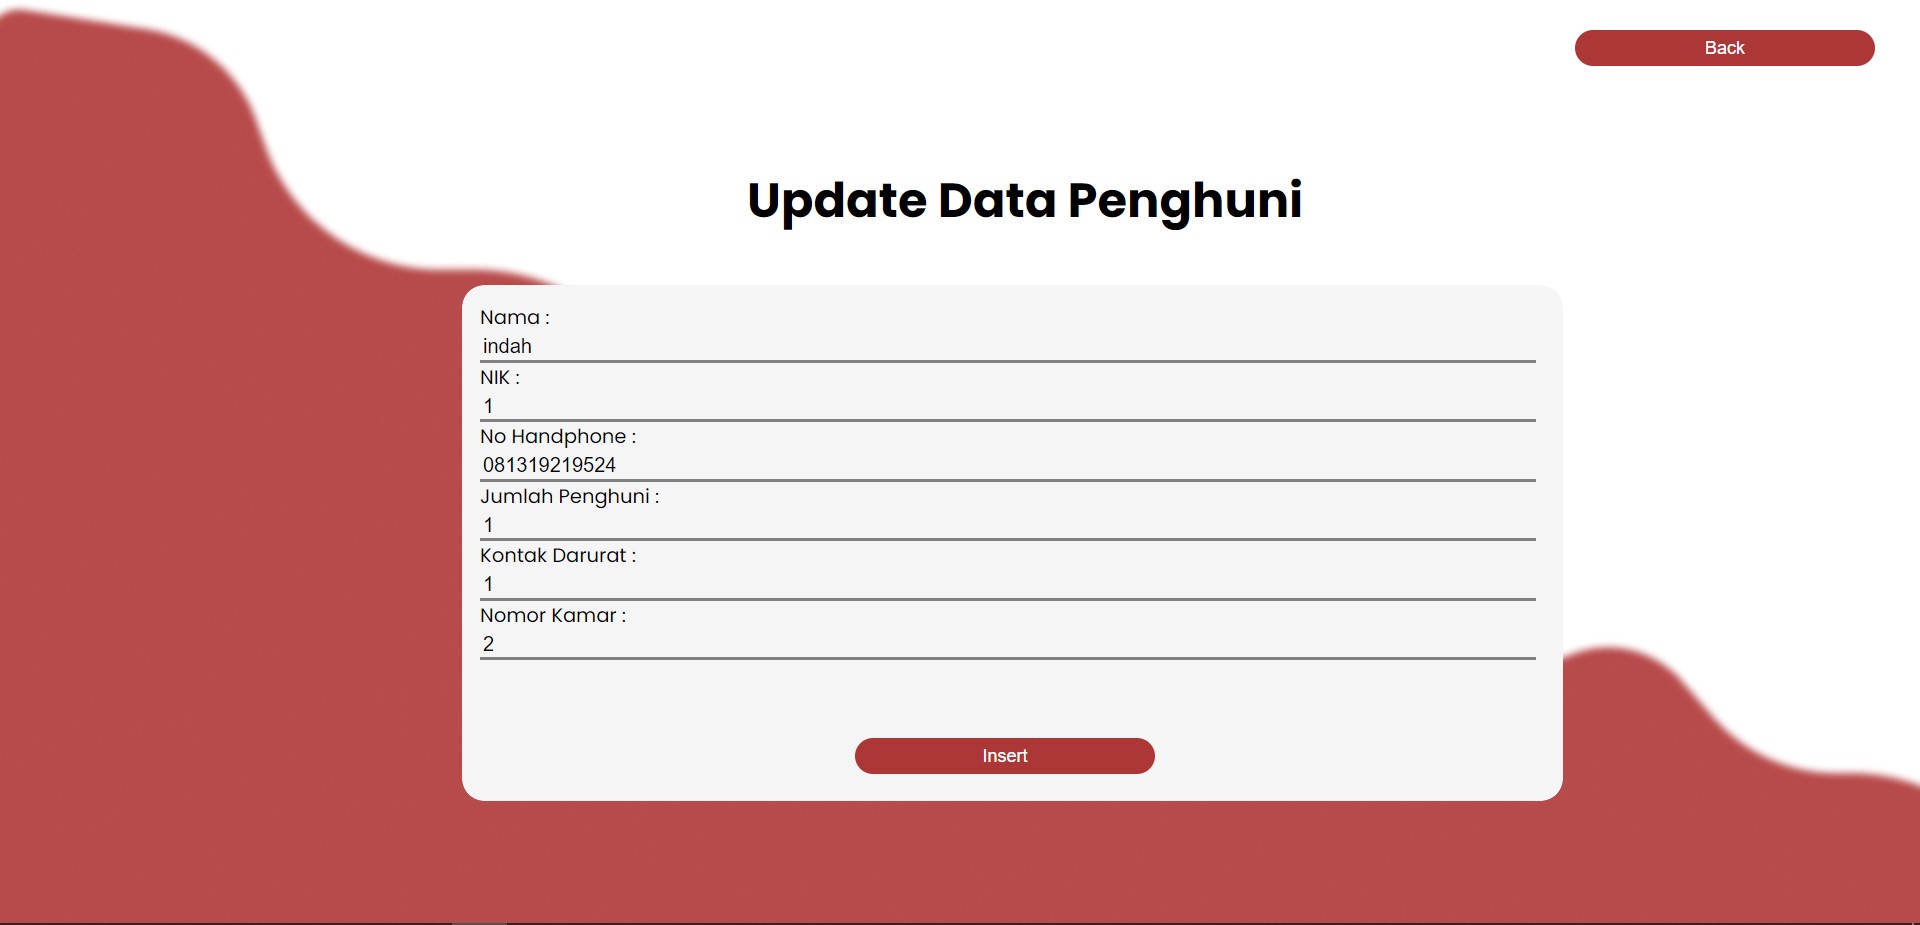 Back
Update Data Penghuni
Nama :
indah
NIK :
1
No Handphone :
081319219524
Jumlah Penghuni :
1
Kontak Darurat :
1
Nomor Kamar :
2
Insert